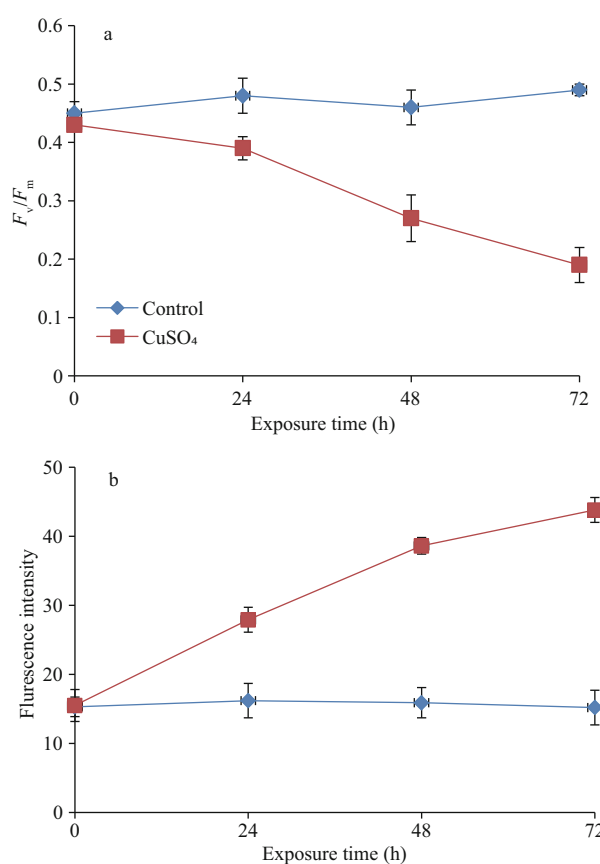 a
0.6
0.5
0.4
0.3
0.2
0.1
0
Fv/Fm
Control
CuSO₄
0 24 48 72
Exposure time (h)
b
50
40
30
20
10
0
Flurescence intensity
0 24 48 72
Exposure time (h)